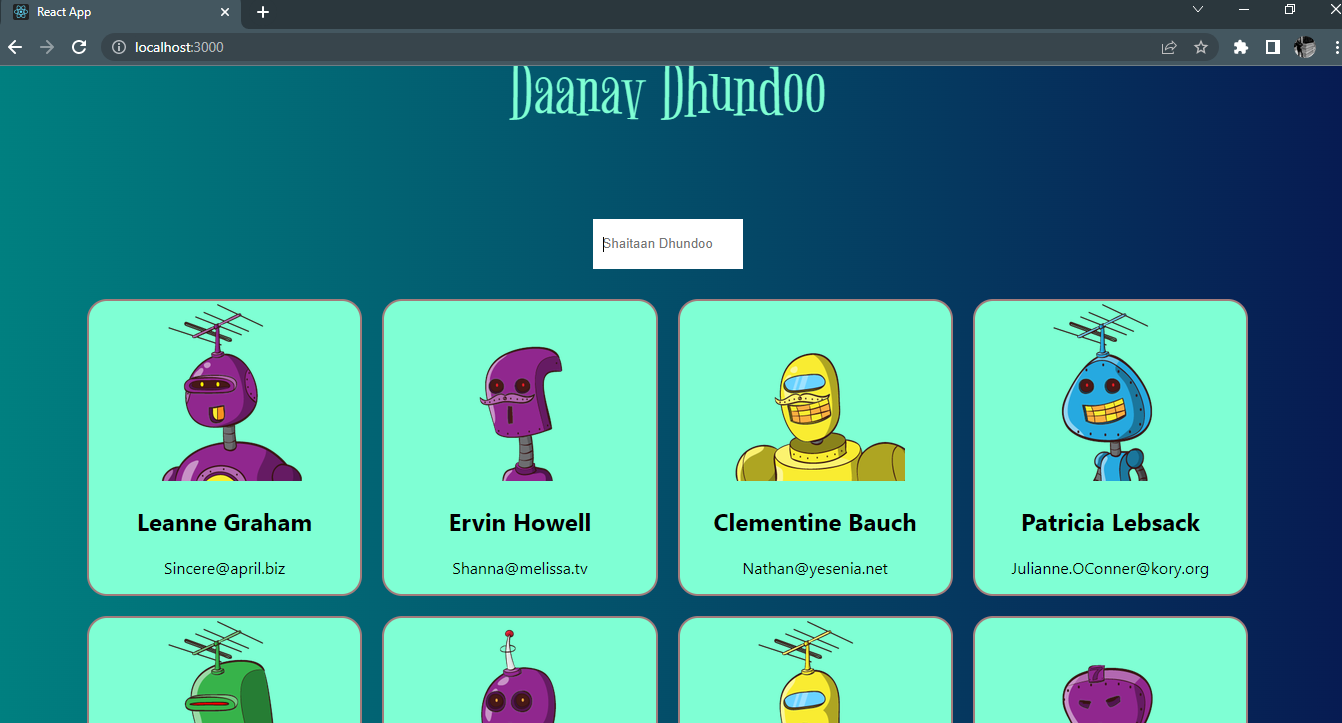 React App
localhost:3000
Daanav Dhundoo
Shaitaan Dhundoo
Leanne Graham
Ervin Howell
Clementine Bauch
Patricia Lebsack
Sincere@april.biz
Shanna@melissa.tv
Nathan@yesenia.net
Julianne.OConner@kory.org